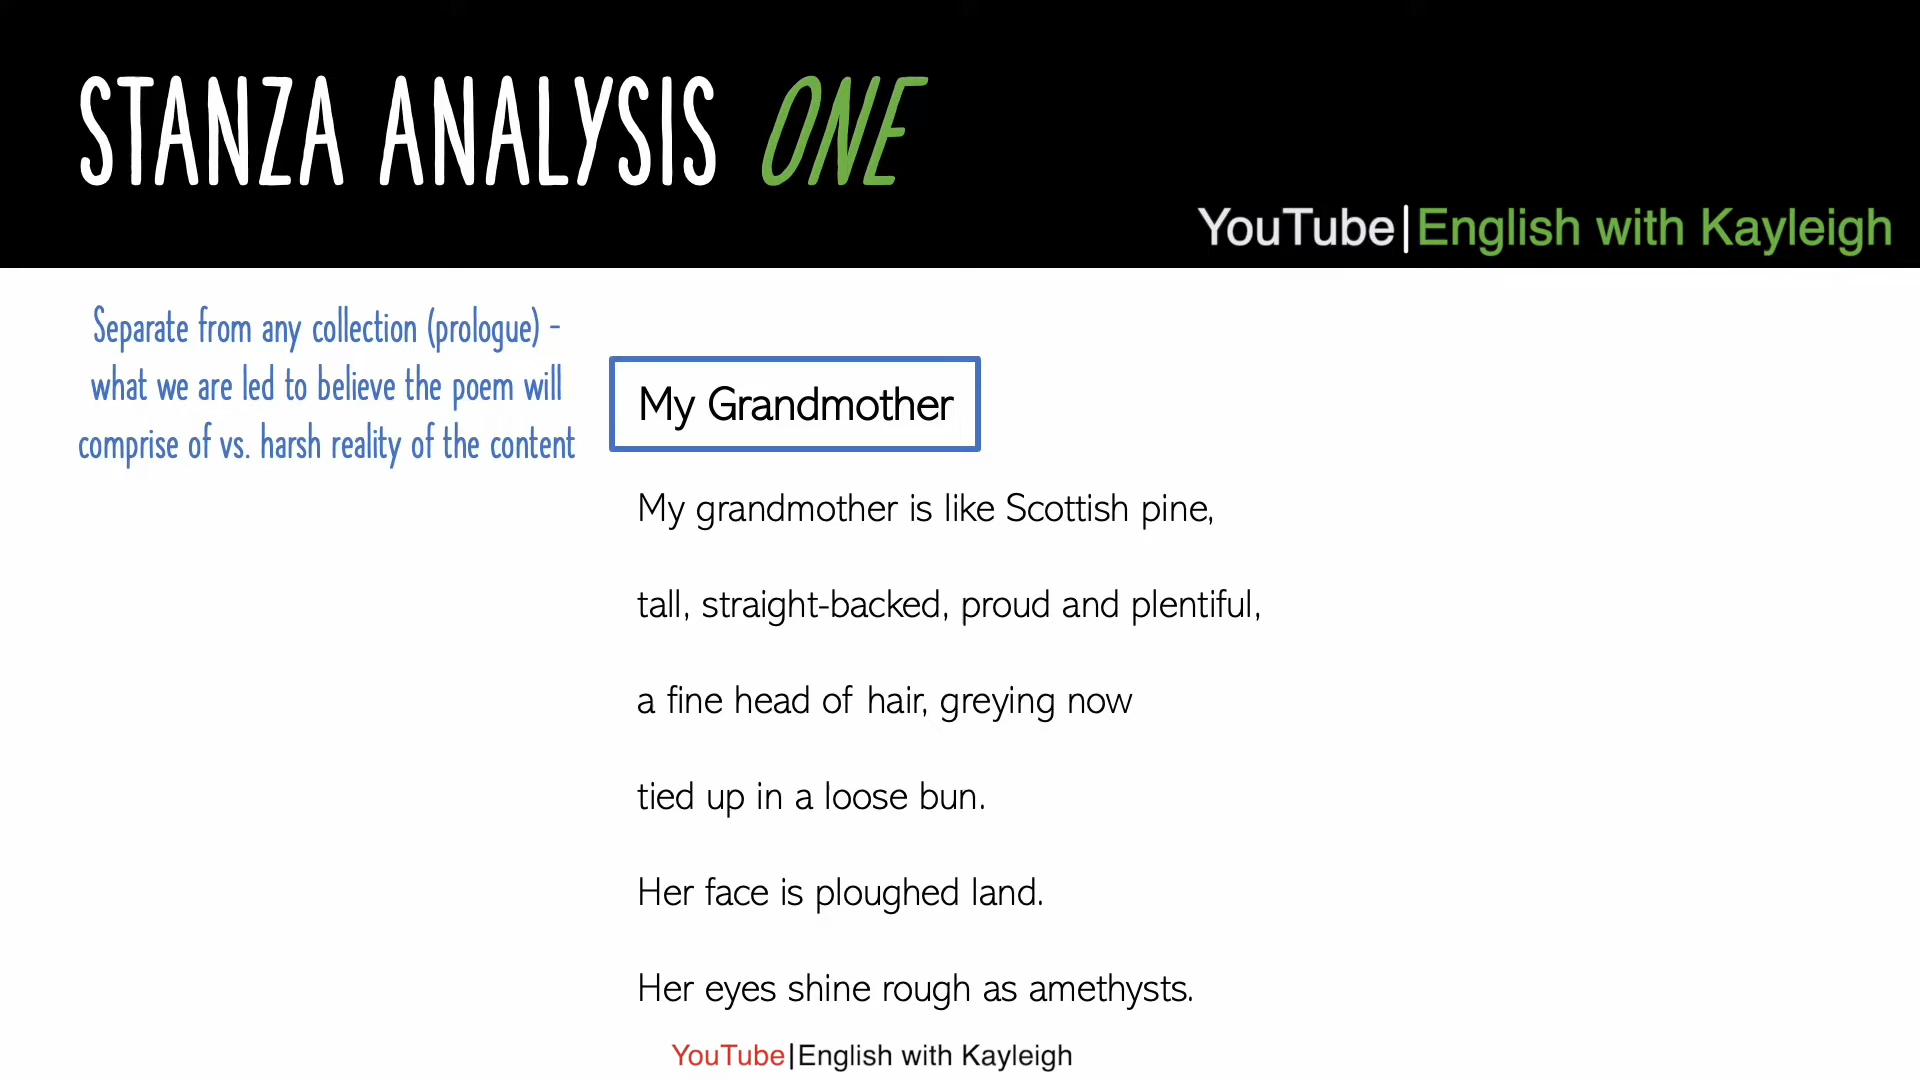 STANZA ANALYSIS ONE
YouTube|English with Kayleigh
Separate from any collection (prologue) -
what we are led to believe the poem will
comprise of vs. harsh reality of the content
My Grandmother
My grandmother is like Scottish pine,
tall, straight-backed, proud and plentiful,
a fine head of hair, greying now
tied up in a loose bun.
Her face is ploughed land.
Her eyes shine rough as amethysts.
YouTube|English with Kayleigh